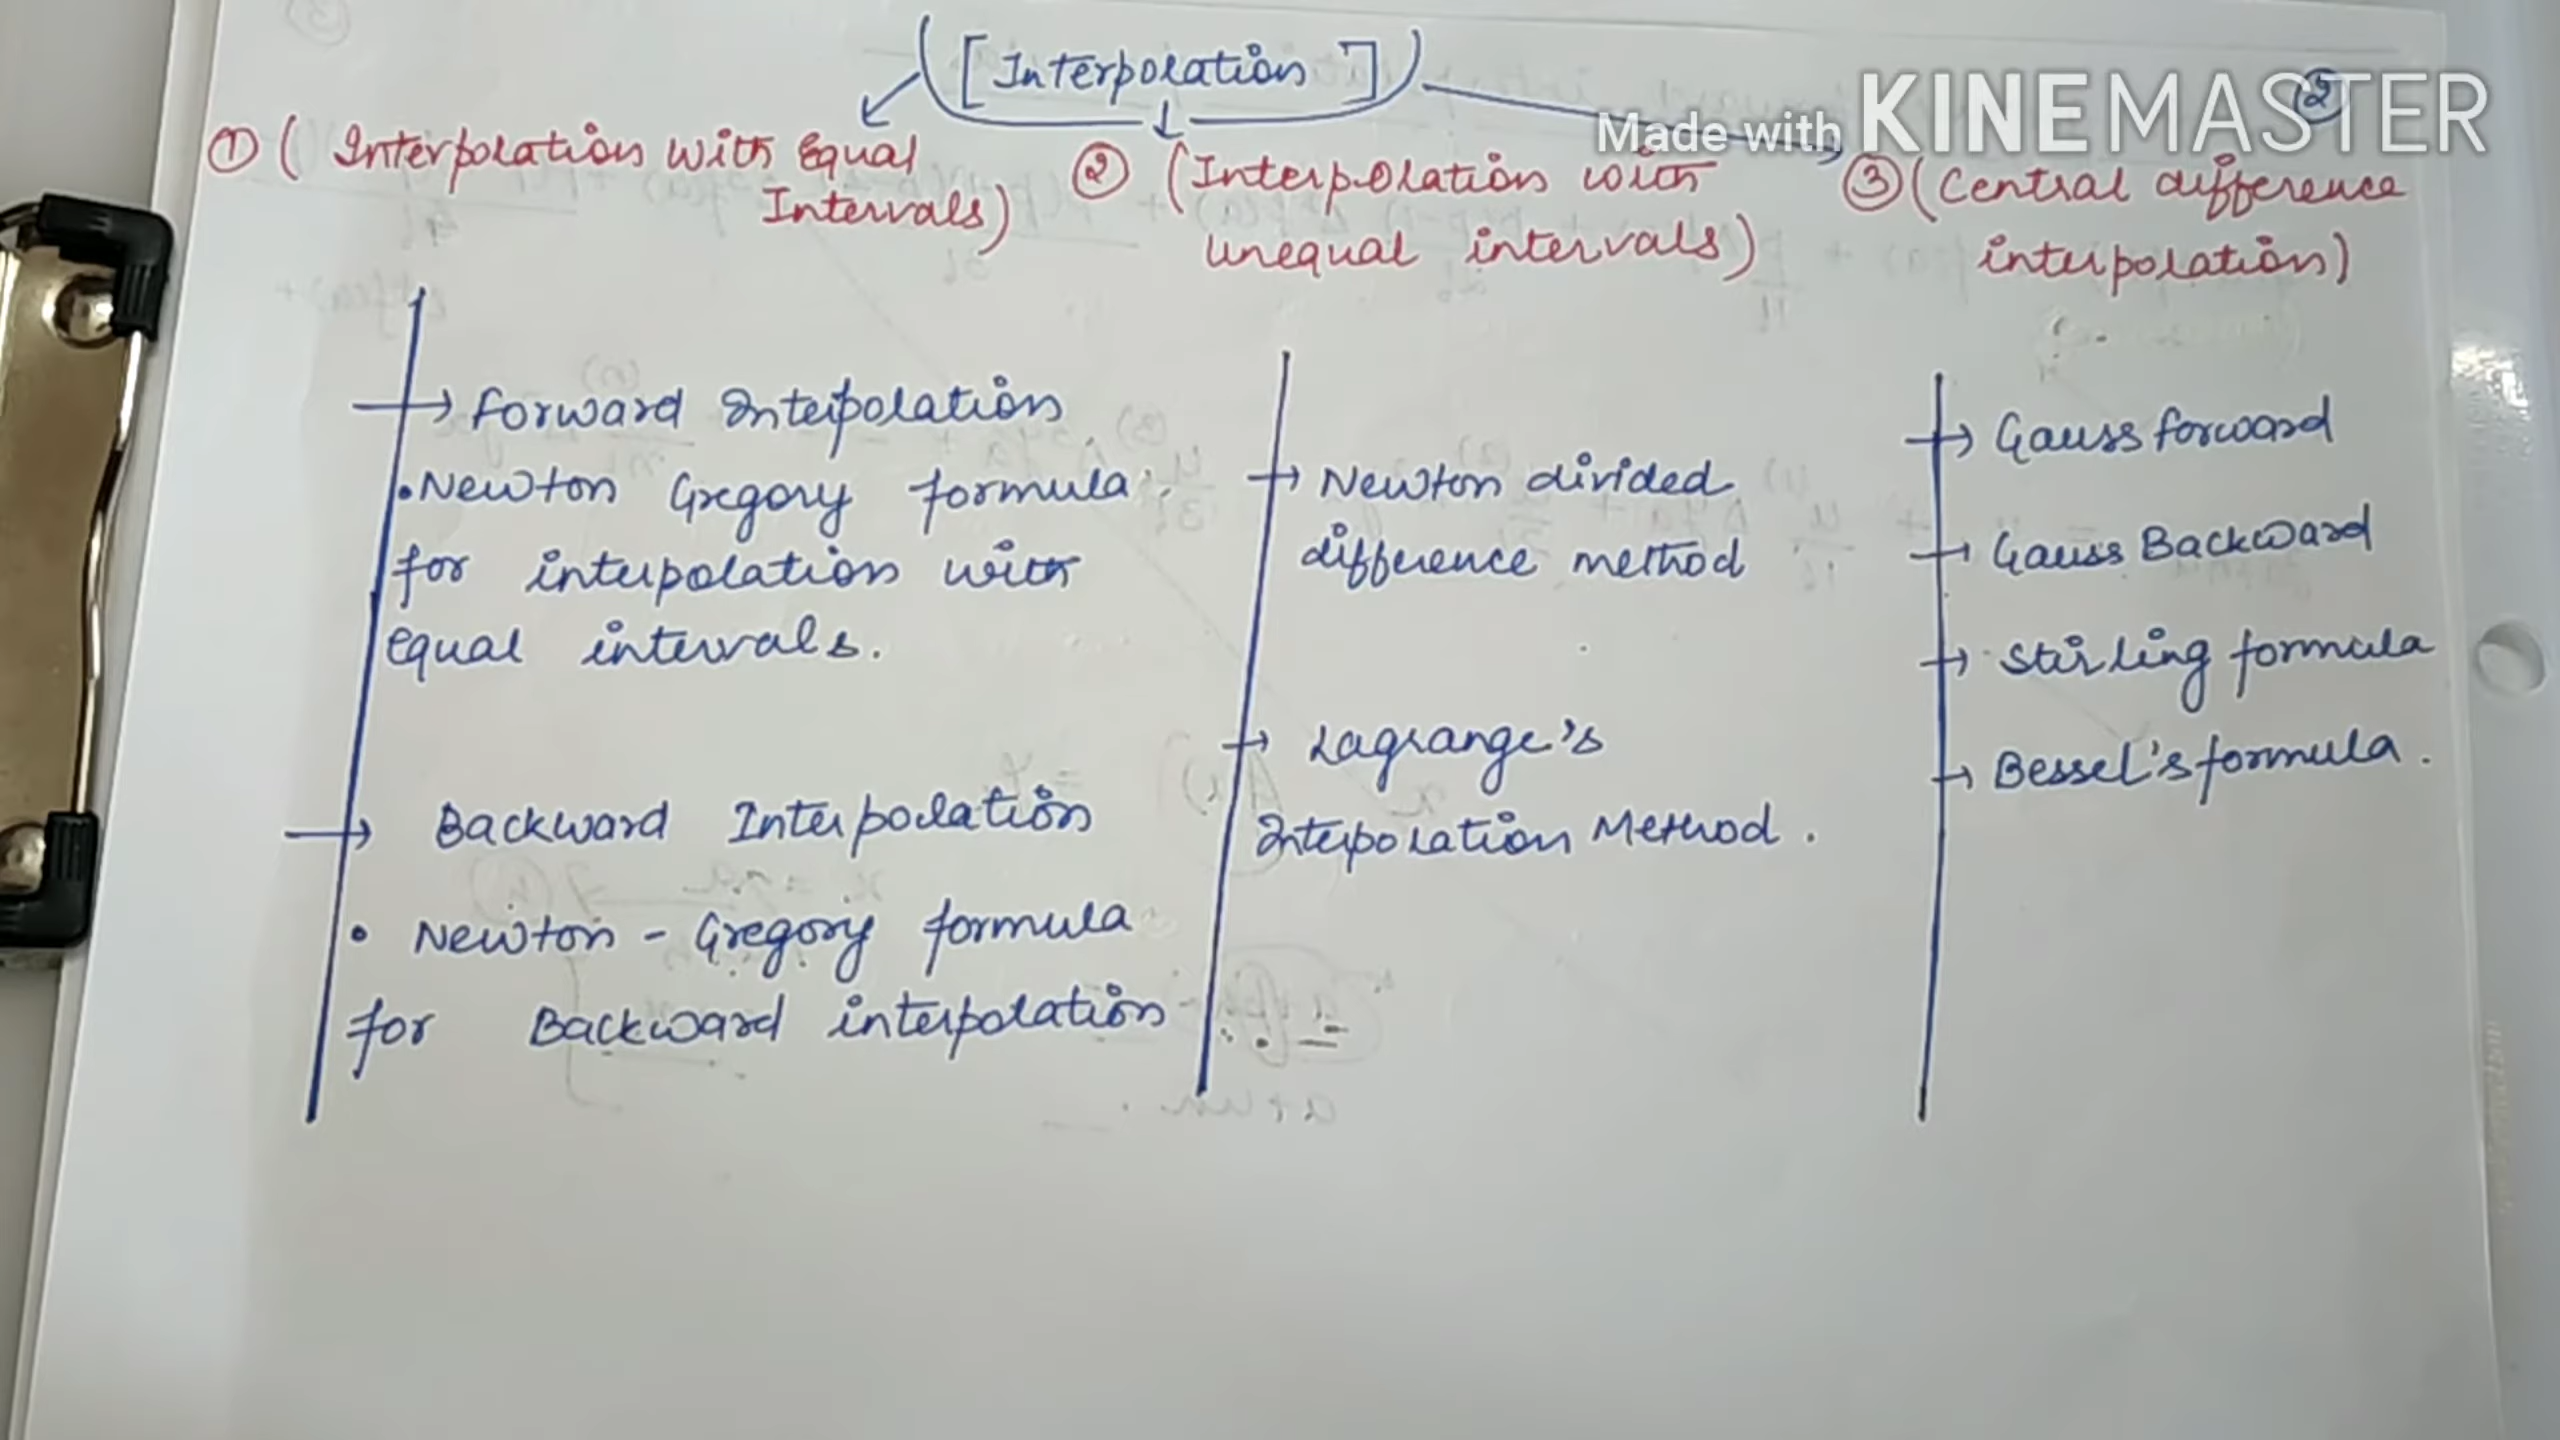 [Interpolation]
Made with KINEMASTER
②
① (Interpolation with Equal
Intervals)
② (Interpolation with
unequal intervals)
③ (Central difference
interpolation)
→ forward Interpolation
• Newton Gregory formula
for interpolation with
equal intervals.
→ Backward Interpolation
• Newton - Gregory formula
for Backward interpolation
→ Newton divided
difference method
→ Lagrange's
Interpolation Method.
→ Gauss forward
→ Gauss Backward
→ Stirling formula
→ Bessel's formula.